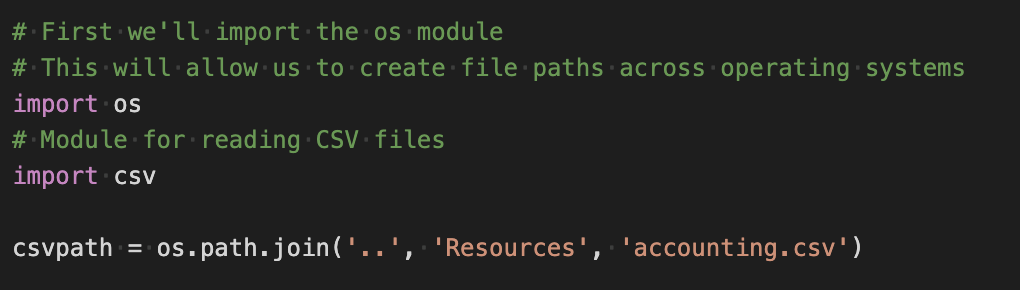 # First we'll import the os module
# This will allow us to create file paths across operating systems
import os
# Module for reading CSV files
import csv
csvpath = os.path.join('..', 'Resources', 'accounting.csv')